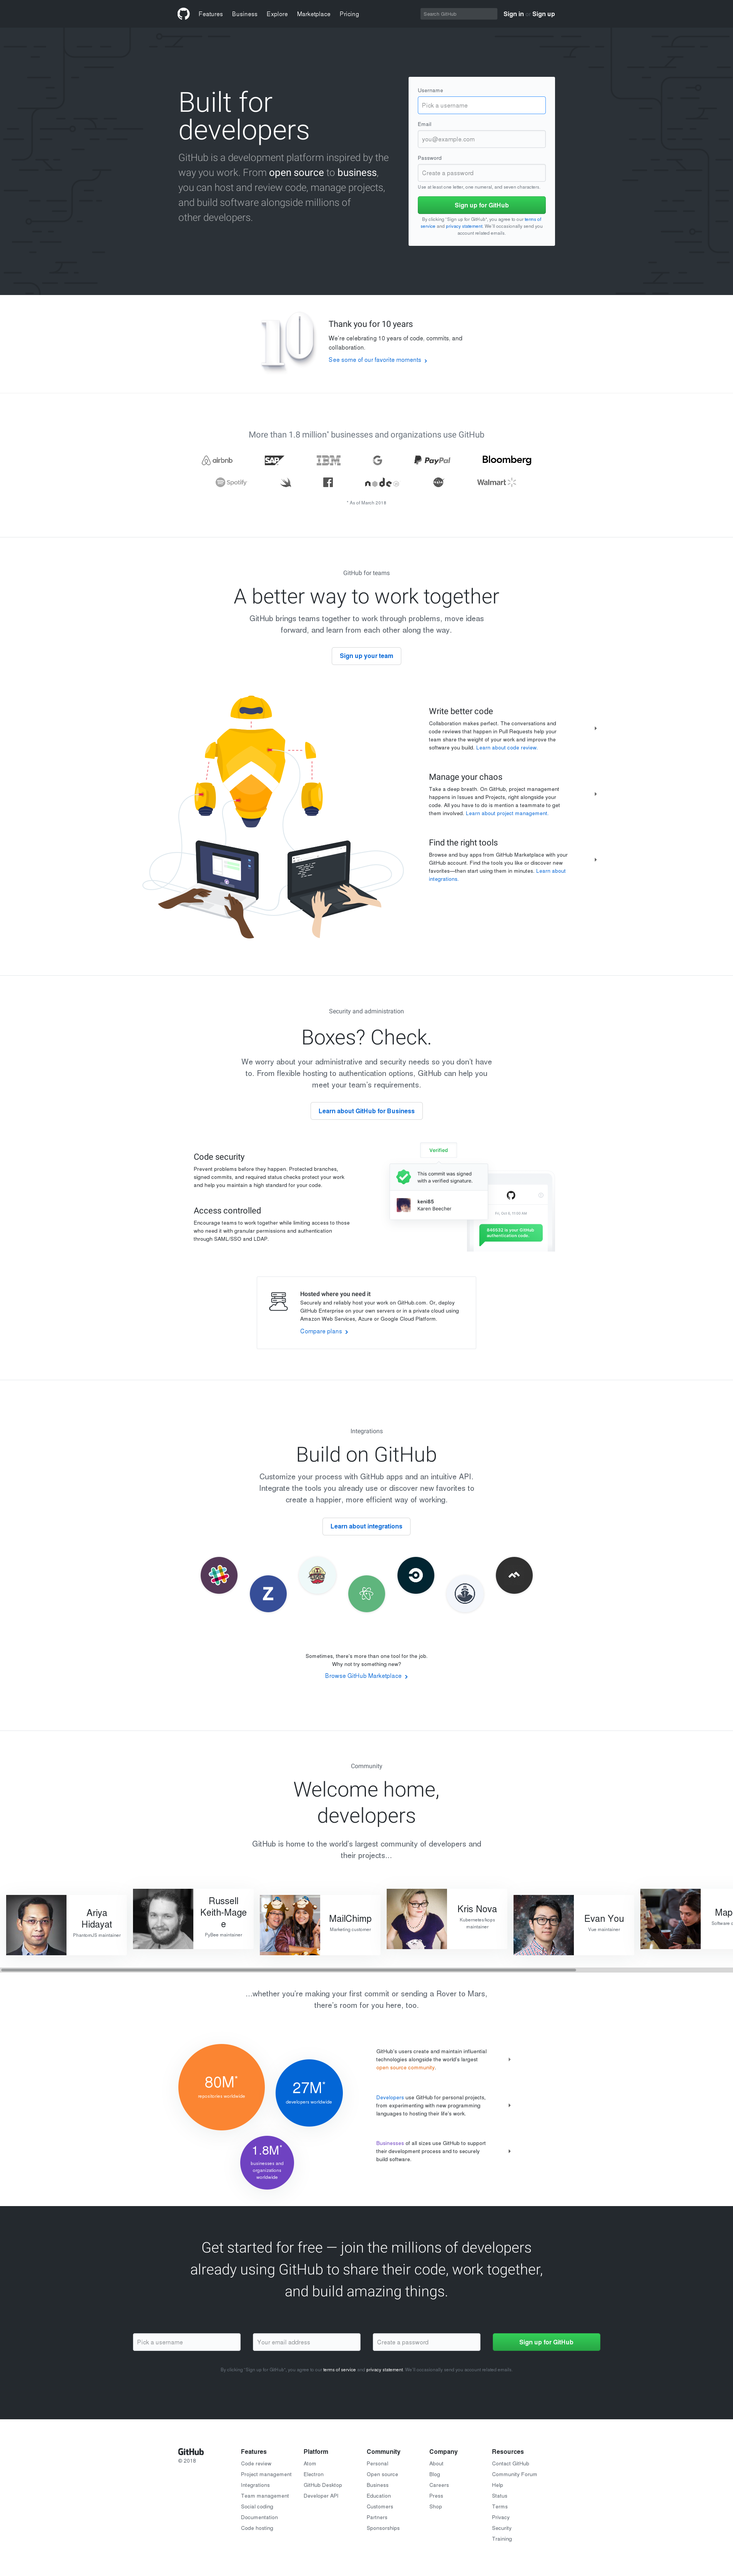 Features Business Explore Marketplace Pricing Search GitHub Sign in or Sign up
Built for
developers
GitHub is a development platform inspired by the
way you work. From open source to business,
you can host and review code, manage projects,
and build software alongside millions of
other developers.
Username
Pick a username
Email
you@example.com
Password
Create a password
Use at least one letter, one numeral, and seven characters.
Sign up for GitHub
By clicking "Sign up for GitHub", you agree to our terms of
service and privacy statement. We'll occasionally send you
account related emails.
10
Thank you for 10 years
We're celebrating 10 years of code, commits, and
collaboration.
See some of our favorite moments
More than 1.8 million* businesses and organizations use GitHub
airbnb SAP IBM G PayPal Bloomberg
Spotify node Walmart
* As of March 2018
GitHub for teams
A better way to work together
GitHub brings teams together to work through problems, move ideas
forward, and learn from each other along the way.
Sign up your team
Write better code
Collaboration makes perfect. The conversations and
code reviews that happen in Pull Requests help your
team share the weight of your work and improve the
software you build. Learn about code review.
Manage your chaos
Take a deep breath. On GitHub, project management
happens in Issues and Projects, right alongside your
code. All you have to do is mention a teammate to get
them involved. Learn about project management.
Find the right tools
Browse and buy apps from GitHub Marketplace with your
GitHub account. Find the tools you like or discover new
favorites—then start using them in minutes. Learn about
integrations.
Security and administration
Boxes? Check.
We worry about your administrative and security needs so you don't have
to. From flexible hosting to authentication options, GitHub can help you
meet your team's requirements.
Learn about GitHub for Business
Code security
Prevent problems before they happen. Protected branches,
signed commits, and required status checks protect your work
and help you maintain a high standard for your code.
Access controlled
Encourage teams to work together while limiting access to those
who need it with granular permissions and authentication
through SAML/SSO and LDAP.
Verified
This commit was signed
with a verified signature.
keni85
Karen Beecher
849522 is your GitHub
authentication code.
Hosted where you need it
Securely and reliably host your work on GitHub.com. Or, deploy
GitHub Enterprise on your own servers or in a private cloud using
Amazon Web Services, Azure or Google Cloud Platform.
Compare plans
Integrations
Build on GitHub
Customize your process with GitHub apps and an intuitive API.
Integrate the tools you already use or discover new favorites to
create a happier, more efficient way of working.
Learn about integrations
Z
Sometimes, there's more than one tool for the job.
Why not try something new?
Browse GitHub Marketplace
Community
Welcome home,
developers
GitHub is home to the world's largest community of developers and
their projects...
Ariya
Hidayat
PhantomJS maintainer
Russell
Keith-Mage
e
PyBee maintainer
MailChimp
Marketing customer
Kris Nova
Kubernetes/kops
maintainer
Evan You
Vue maintainer
Map
Software
...whether you're making your first commit or sending a Rover to Mars,
there's room for you here, too.
80M*
repositories worldwide
27M*
developers worldwide
1.8M*
businesses and
organizations
worldwide
GitHub's users create and maintain influential
technologies alongside the world's largest
open source community.
Developers use GitHub for personal projects,
from experimenting with new programming
languages to hosting their life's work.
Businesses of all sizes use GitHub to support
their development process and to securely
build software.
Get started for free — join the millions of developers
already using GitHub to share their code, work together,
and build amazing things.
Pick a username Your email address Create a password Sign up for GitHub
By clicking "Sign up for GitHub", you agree to our terms of service and privacy statement. We'll occasionally send you account related emails.
GitHub
© 2018
Features
Code review
Project management
Integrations
Team management
Social coding
Documentation
Code hosting
Platform
Atom
Electron
GitHub Desktop
Developer API
Community
Personal
Open source
Business
Education
Customers
Partners
Sponsorships
Company
About
Blog
Careers
Press
Shop
Resources
Contact GitHub
Community Forum
Help
Status
Terms
Privacy
Security
Training